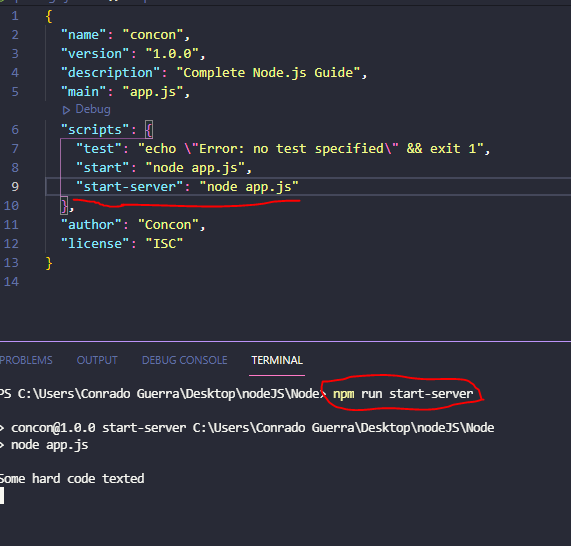 1 {
2 "name": "concon",
3 "version": "1.0.0",
4 "description": "Complete Node.js Guide",
5 "main": "app.js",
Debug
6 "scripts": {
7 "test": "echo \"Error: no test specified\" && exit 1",
8 "start": "node app.js",
9 "start-server": "node app.js"
10 },
11 "author": "Concon",
12 "license": "ISC"
13 }
14
PROBLEMS OUTPUT DEBUG CONSOLE TERMINAL
PS C:\Users\Conrado Guerra\Desktop\nodeJS\Node> npm run start-server
> concon@1.0.0 start-server C:\Users\Conrado Guerra\Desktop\nodeJS\Node
> node app.js
Some hard code texted